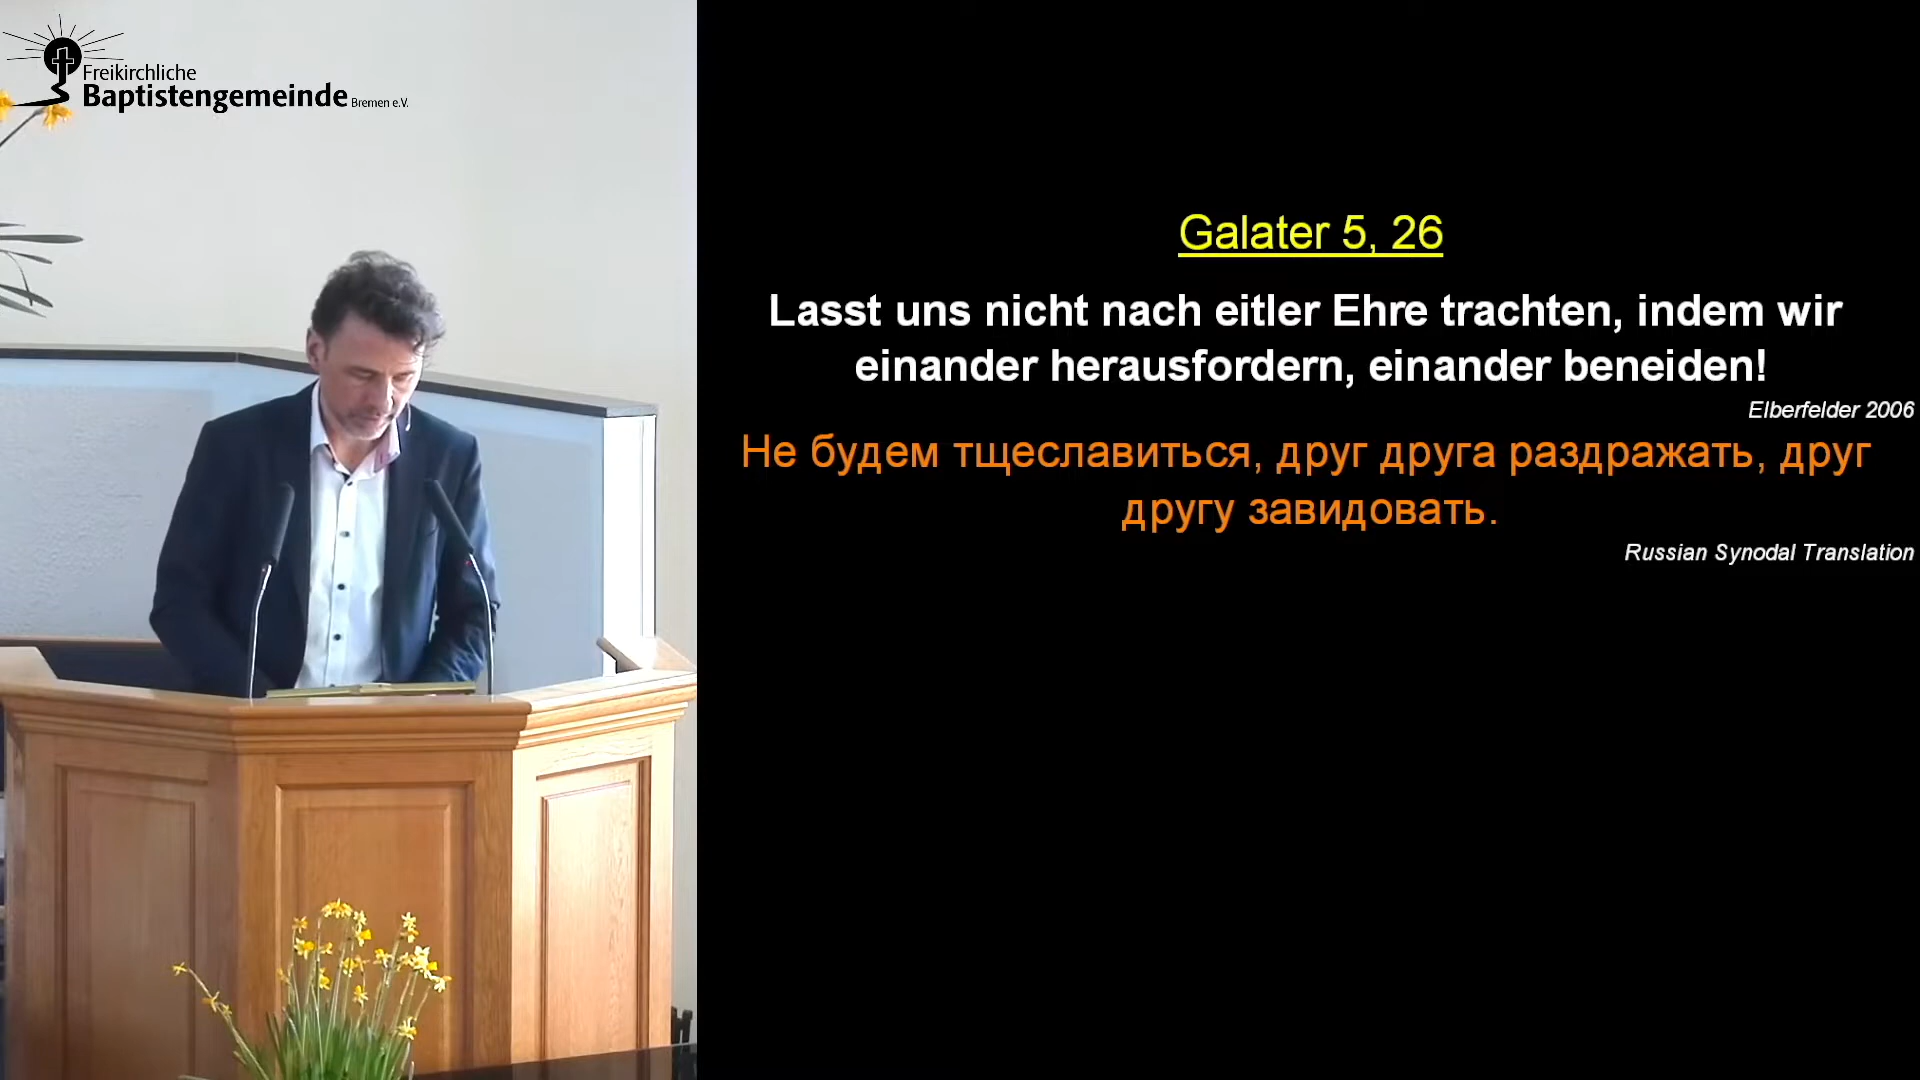 Freikirchliche
Baptistengemeinde Bremen e.V.
Galater 5, 26
Lasst uns nicht nach eitler Ehre trachten, indem wir
einander herausfordern, einander beneiden!
Elberfelder 2006
Не будем тщеславиться, друг друга раздражать, друг
другу завидовать.
Russian Synodal Translation